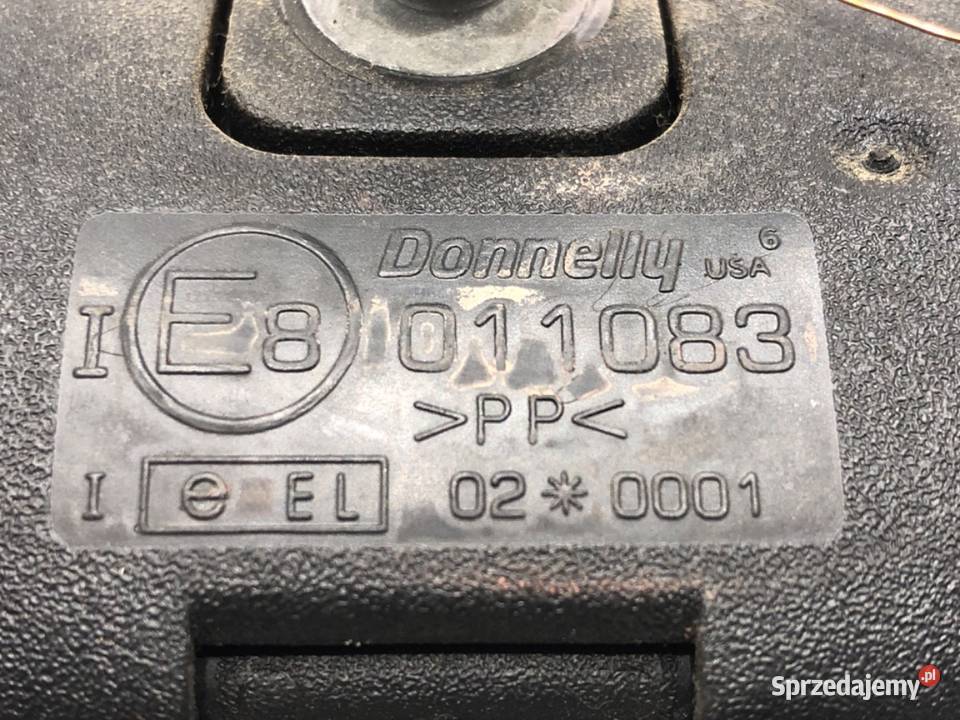 Donnelly USA 6
I E8 011083
>PP<
I e EL 02*0001
Sprzedajemy.pl